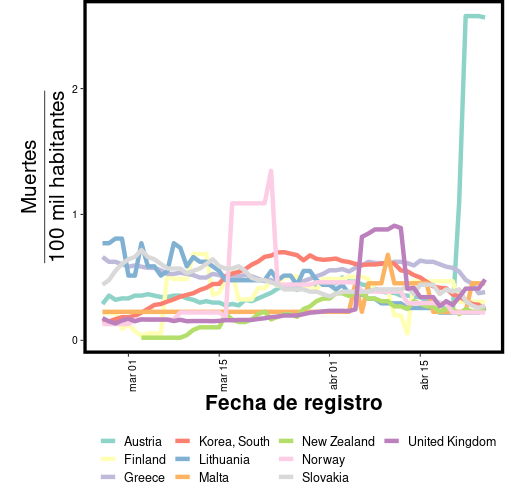 Muertes
100 mil habitantes
2
1
0
mar 01
mar 15
abr 01
abr 15
Fecha de registro
Austria
Korea, South
New Zealand
United Kingdom
Finland
Lithuania
Norway
Greece
Malta
Slovakia